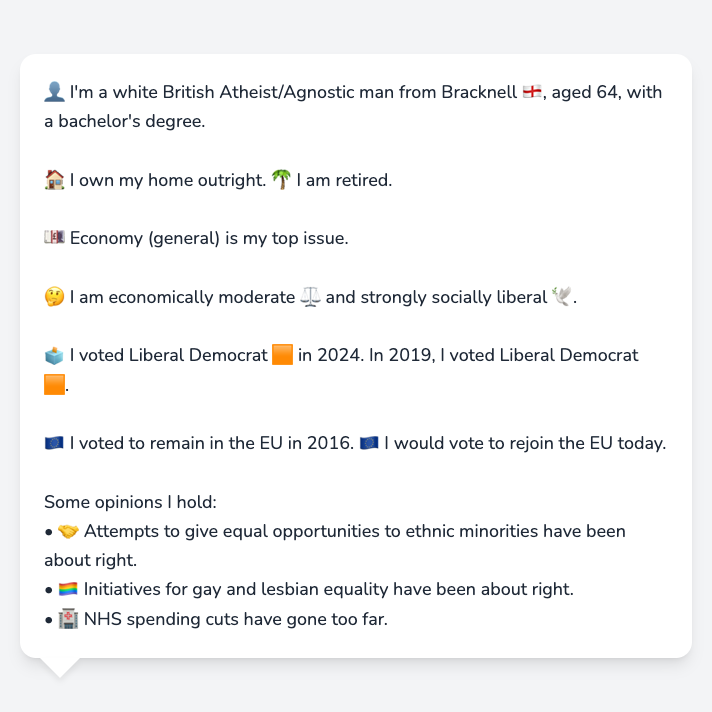 👤 I'm a white British Atheist/Agnostic man from Bracknell 🏴󠁧󠁢󠁥󠁮󠁧󠁿, aged 64, with
a bachelor's degree.
🏠 I own my home outright. 🌴 I am retired.
💷 Economy (general) is my top issue.
🤔 I am economically moderate ⚖️ and strongly socially liberal 🕊️.
🗳️ I voted Liberal Democrat 🟧 in 2024. In 2019, I voted Liberal Democrat
🟧.
🇪🇺 I voted to remain in the EU in 2016. 🇪🇺 I would vote to rejoin the EU today.
Some opinions I hold:
• 🤝 Attempts to give equal opportunities to ethnic minorities have been
about right.
• 🏳️‍🌈 Initiatives for gay and lesbian equality have been about right.
• 🏥 NHS spending cuts have gone too far.